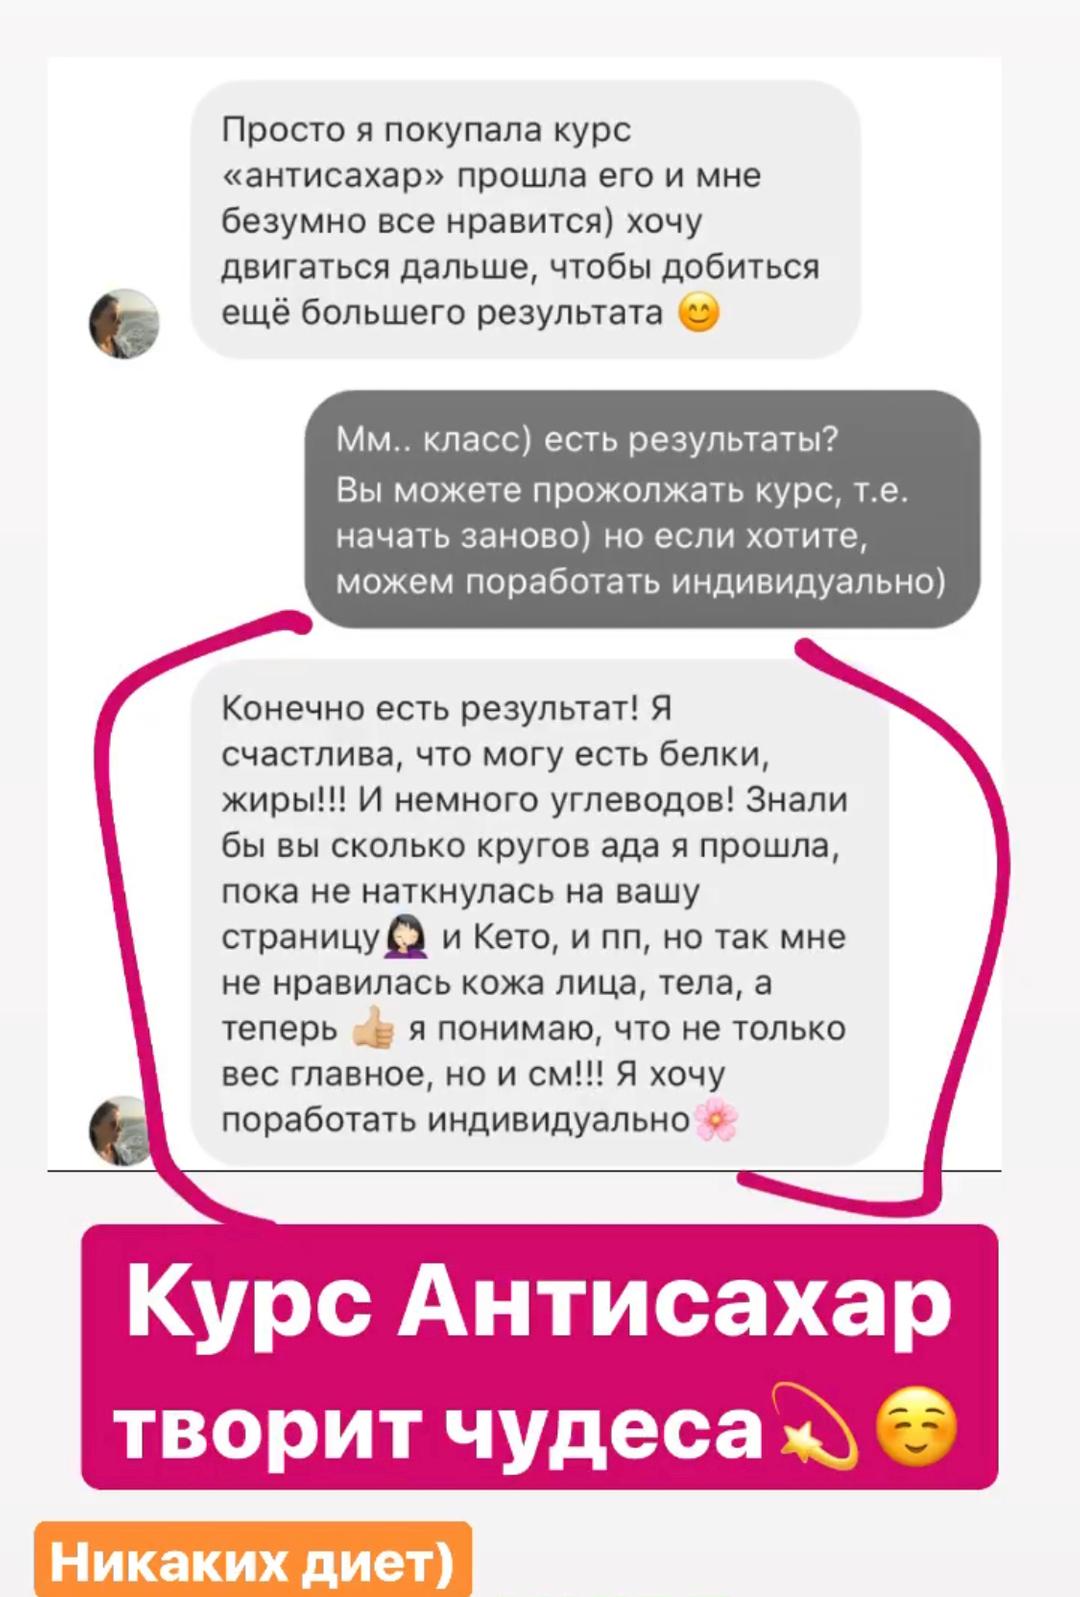 Просто я покупала курс
«антисахар» прошла его и мне
безумно все нравится) хочу
двигаться дальше, чтобы добиться
ещё большего результата 😊
Мм.. класс) есть результаты?
Вы можете прожолжать курс, т.е.
начать заново) но если хотите,
можем поработать индивидуально)
Конечно есть результат! Я
счастлива, что могу есть белки,
жиры!!! И немного углеводов! Знали
бы вы сколько кругов ада я прошла,
пока не наткнулась на вашу
страницу🤦🏻‍♀️ и Кето, и пп, но так мне
не нравилась кожа лица, тела, а
теперь 👍🏼 я понимаю, что не только
вес главное, но и см!!! Я хочу
поработать индивидуально🌸
Курс Антисахар
творит чудеса💫☺️
Никаких диет)